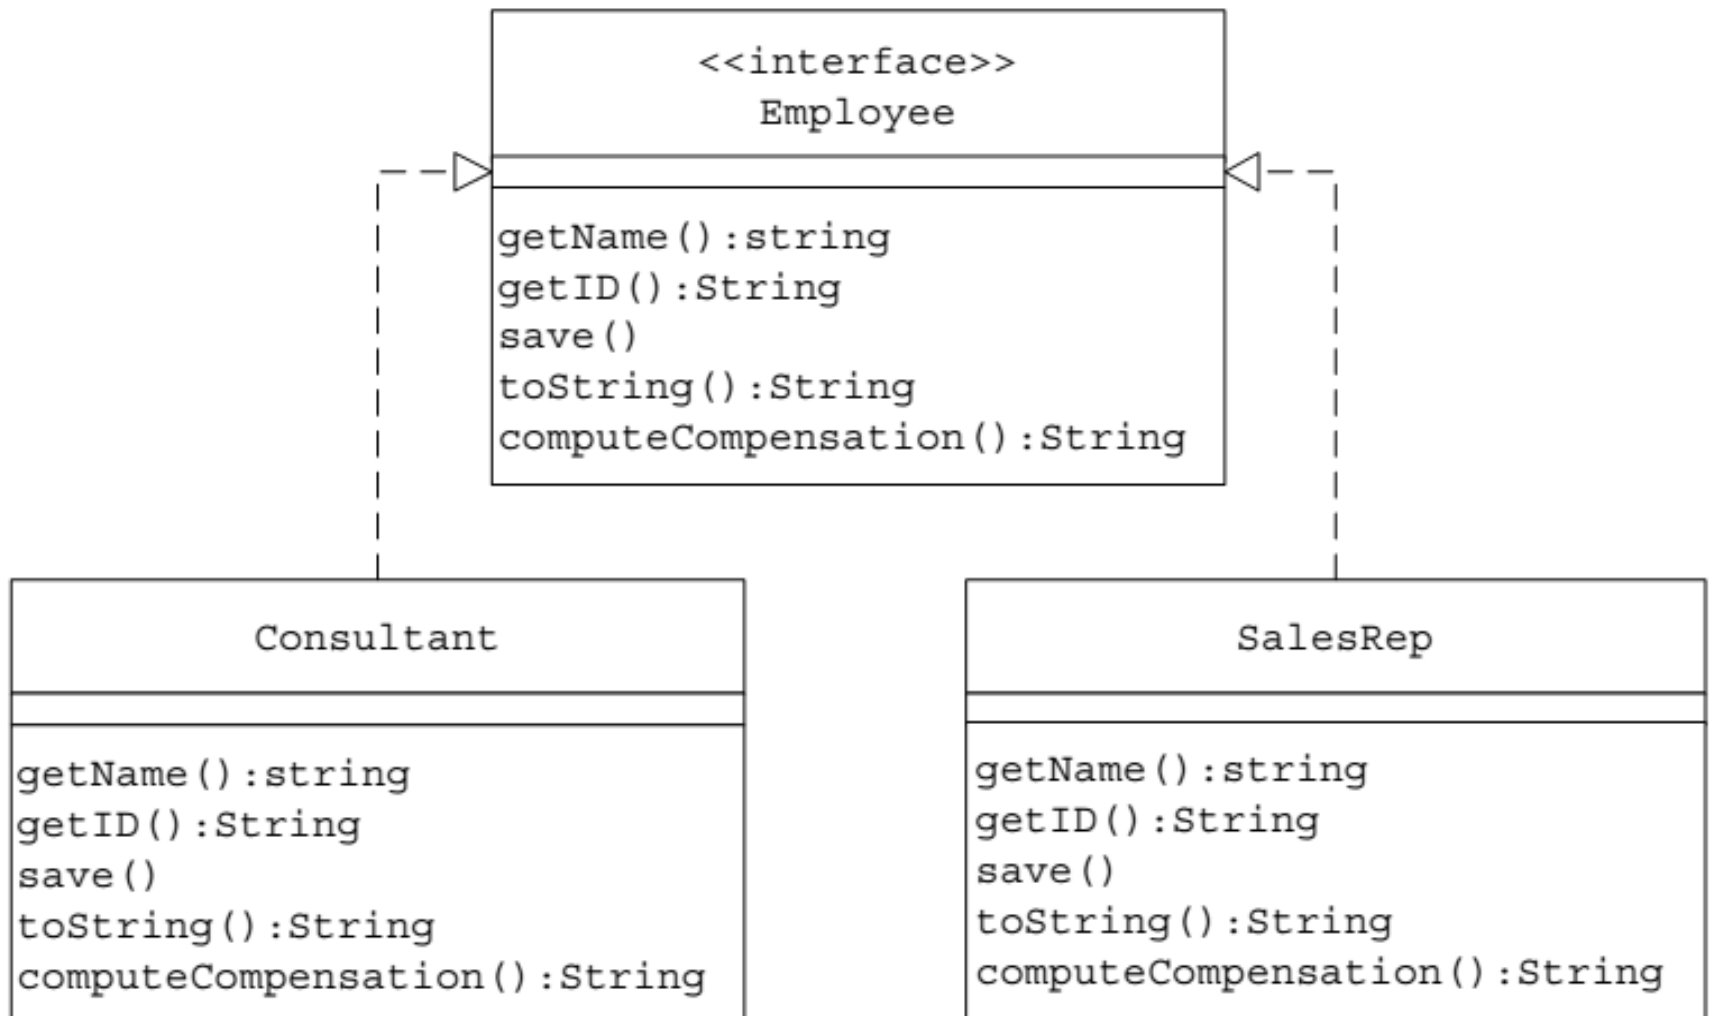 <<interface>>
Employee
getName():string
getID():String
save()
toString():String
computeCompensation():String
Consultant
getName():string
getID():String
save()
toString():String
computeCompensation():String
SalesRep
getName():string
getID():String
save()
toString():String
computeCompensation():String